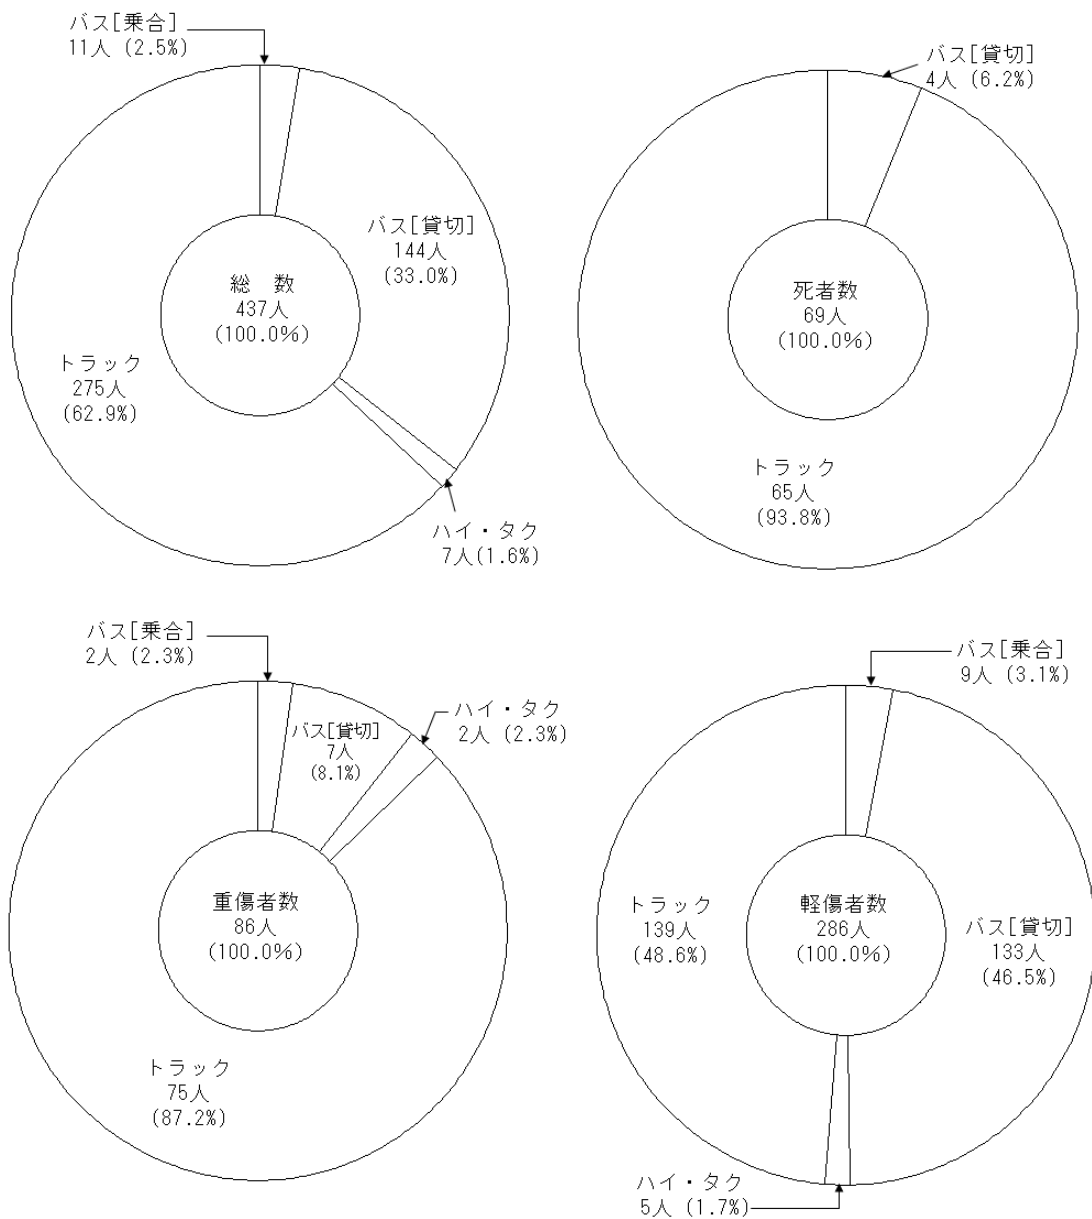 バス[乗合]
11人 (2.5%)
バス[貸切]
144人
(33.0%)
総　数
437人
(100.0%)
トラック
275人
(62.9%)
ハイ・タク
7人(1.6%)
バス[貸切]
4人 (6.2%)
死者数
69人
(100.0%)
トラック
65人
(93.8%)
バス[乗合]
2人 (2.3%)
バス[貸切]
7人
(8.1%)
ハイ・タク
2人 (2.3%)
重傷者数
86人
(100.0%)
トラック
75人
(87.2%)
バス[乗合]
9人 (3.1%)
トラック
139人
(48.6%)
軽傷者数
286人
(100.0%)
バス[貸切]
133人
(46.5%)
ハイ・タク
5人 (1.7%)